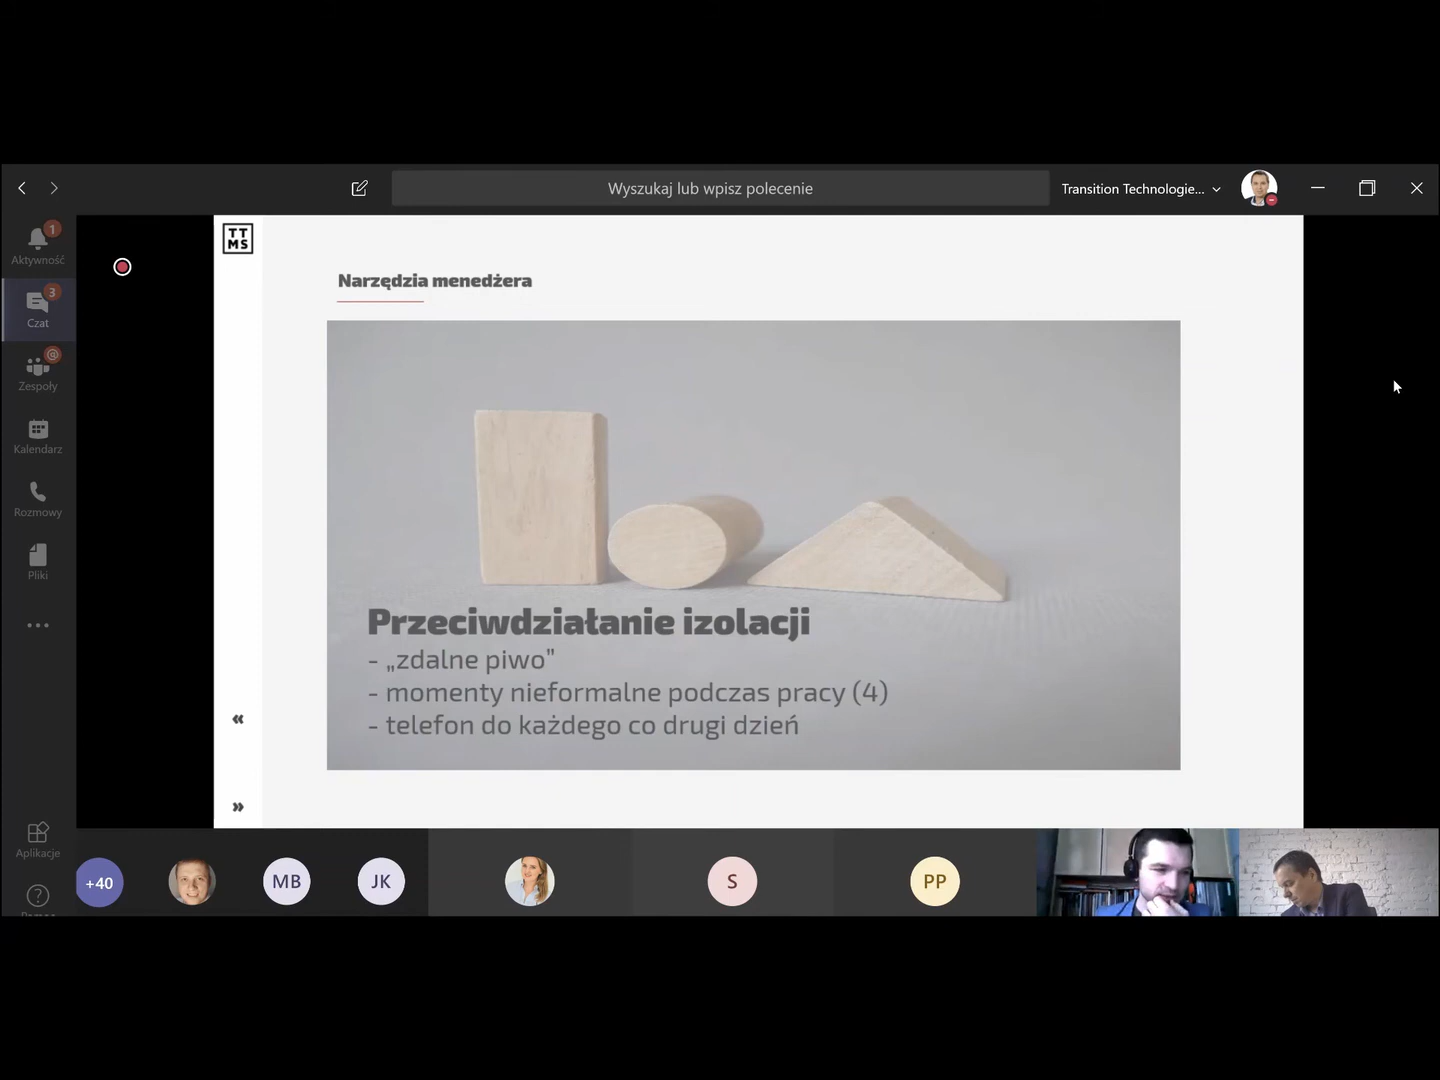 Wyszukaj lub wpisz polecenie
Transition Technologie...
1
Aktywność
3
Czat
@
Zespoły
Kalendarz
Rozmowy
Pliki
Aplikacje
TT
MS
Narzędzia menedżera
Przeciwdziałanie izolacji
- „zdalne piwo”
- momenty nieformalne podczas pracy (4)
- telefon do każdego co drugi dzień
«
»
+40
MB
JK
S
PP